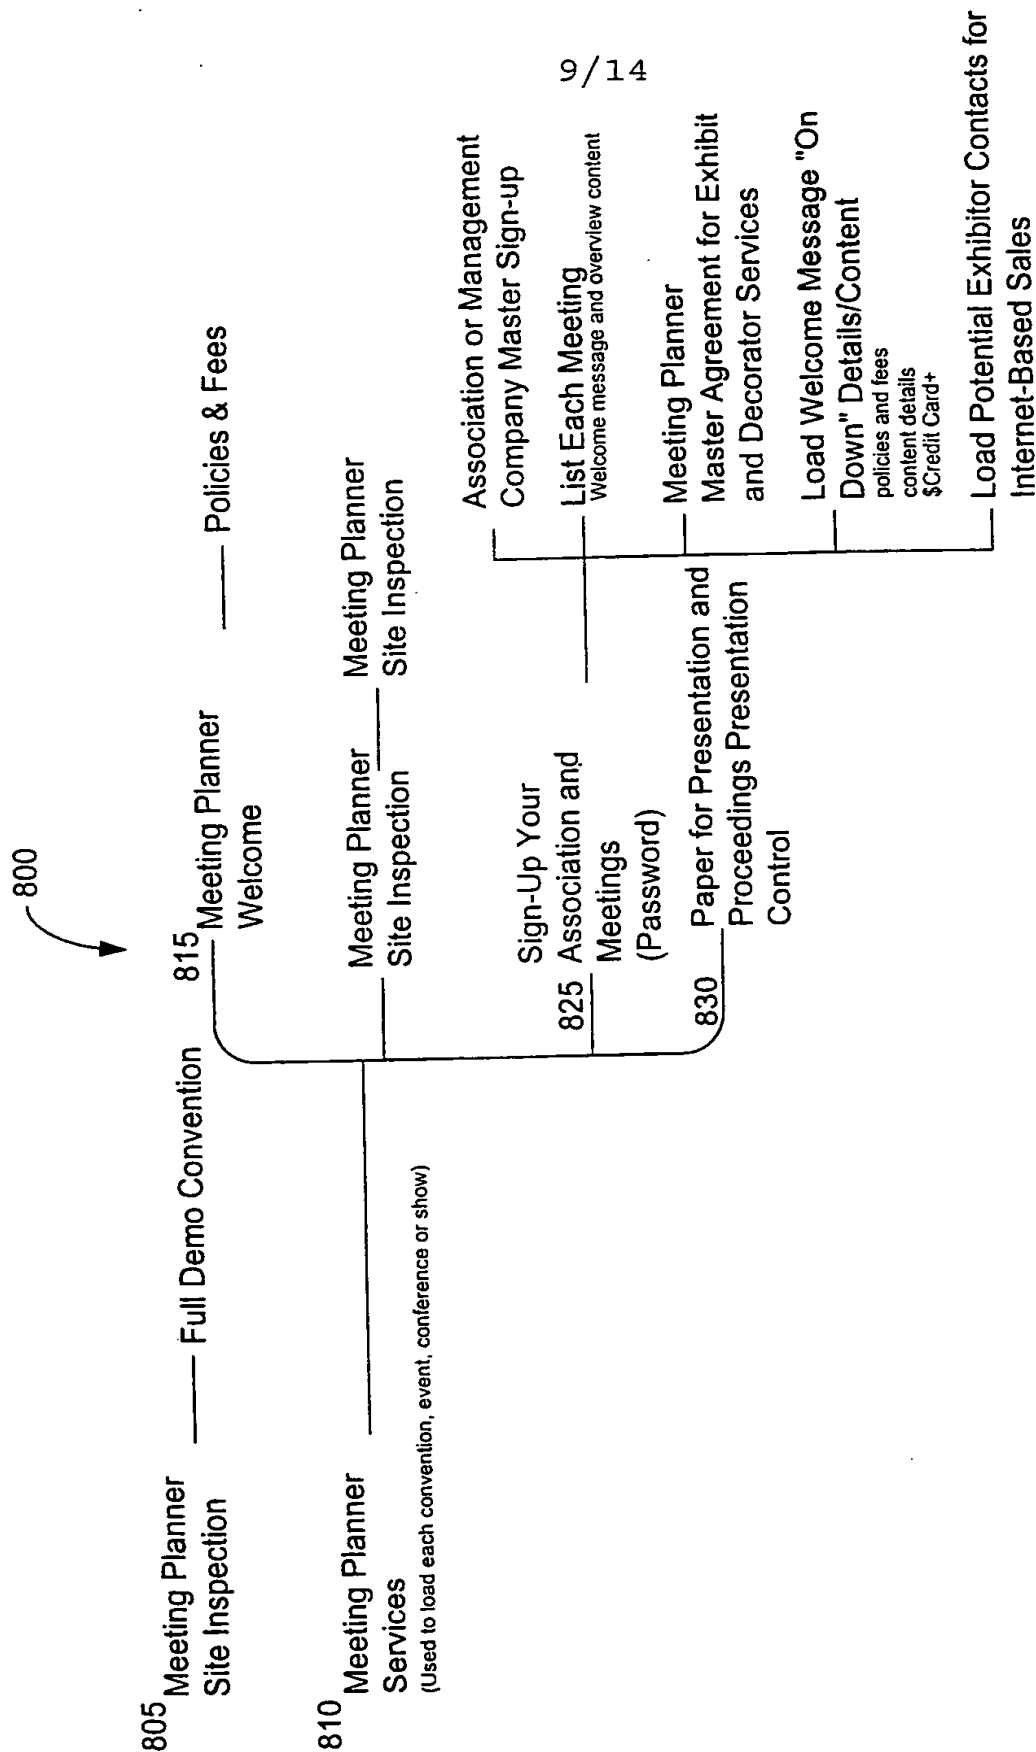 9/14
800
805 Meeting Planner
Site Inspection
Full Demo Convention
810 Meeting Planner
Services
(Used to load each convention, event, conference or show)
815 Meeting Planner
Welcome
Policies & Fees
Meeting Planner
Site Inspection
Meeting Planner
Site Inspection
Sign-Up Your
825 Association and
Meetings
(Password)
830 Paper for Presentation and
Proceedings Presentation
Control
Association or Management
Company Master Sign-up
List Each Meeting
Welcome message and overview content
Meeting Planner
Master Agreement for Exhibit
and Decorator Services
Load Welcome Message "On
Down" Details/Content
policies and fees
content details
$Credit Card+
Load Potential Exhibitor Contacts for
Internet-Based Sales